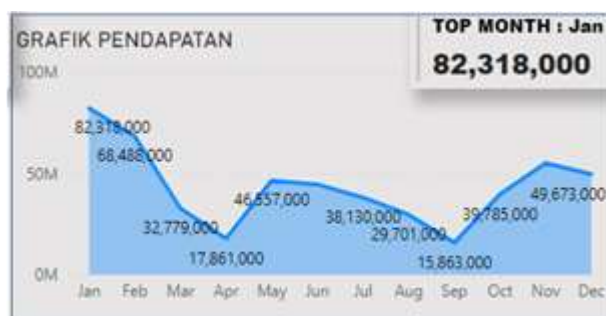 GRAFIK PENDAPATAN
TOP MONTH : Jan
82,318,000
100M
82,318,000
68,488,000
50M
46,557,000
49,673,000
32,779,000
38,130,000
39,785,000
29,701,000
17,861,000
15,863,000
0M
Jan Feb Mar Apr May Jun Jul Aug Sep Oct Nov Dec